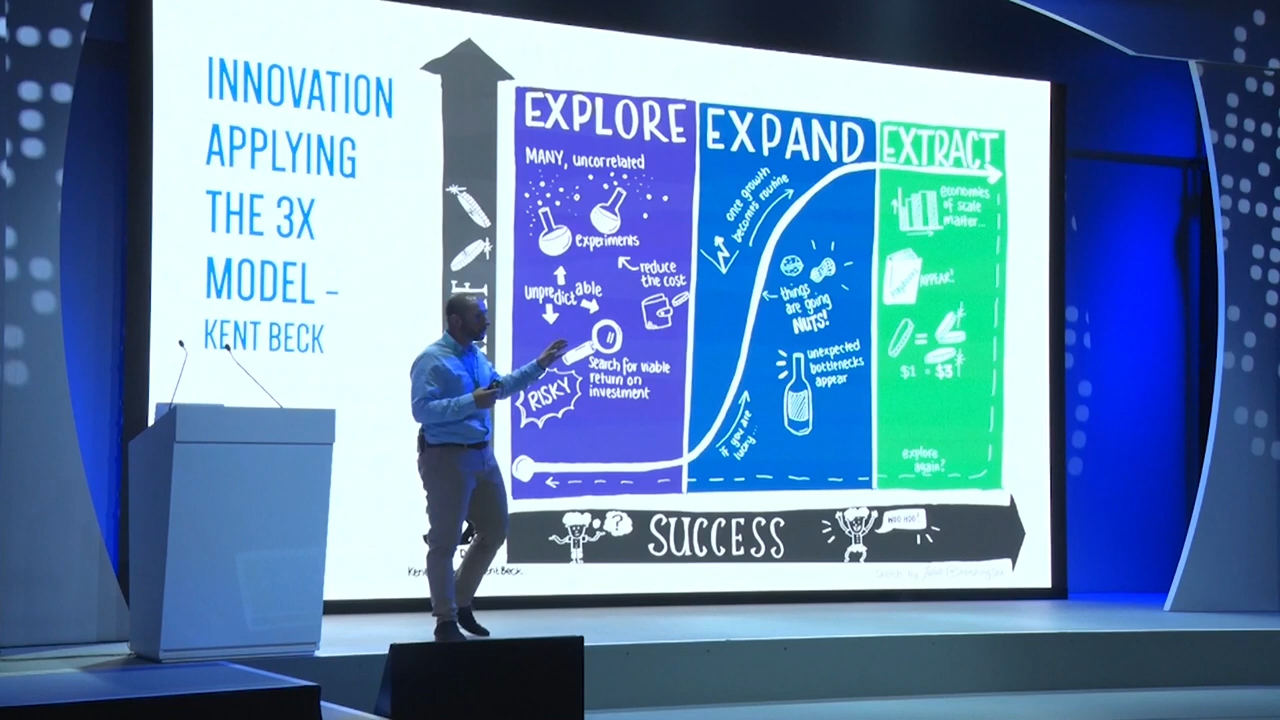 INNOVATION
APPLYING
THE 3X
MODEL –
KENT BECK
EXPLORE
MANY, uncorrelated
experiments
reduce
the cost
unpredictable
Search for viable
return on
investment
RISKY
EXPAND
once growth
becomes routine
things
are going
NUTS!
unexpected
bottlenecks
appear
if you are
lucky...
EXTRACT
economies
of scale
matter...
APPEAR!
=
$1 = $3
explore
again?
?
SUCCESS
WOO HOO!